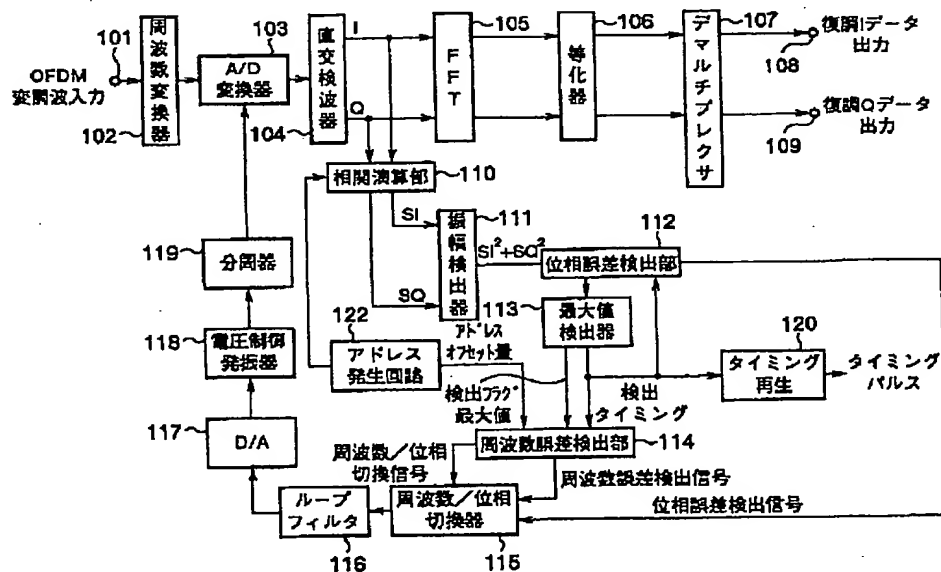 101
OFDM
変調波入力
周波数変換器
102
103
A/D
変換器
直交検波器
104
I
Q
FFT
105
等化器
106
デマルチプレクサ
107
復調Iデータ
出力
108
復調Qデータ
出力
109
相関演算部
110
SI
SQ
振幅検出器
111
SI²+SQ²
112
位相誤差検出部
113
最大値
検出器
119
分周器
118
電圧制御
発振器
117
D/A
122
アドレス
発生回路
アドレス
オフセット量
検出フラグ
最大値
検出
タイミング
120
タイミング
再生
タイミング
パルス
周波数誤差検出部
114
周波数／位相
切換信号
周波数誤差検出信号
位相誤差検出信号
ループ
フィルタ
116
周波数／位相
切換器
115